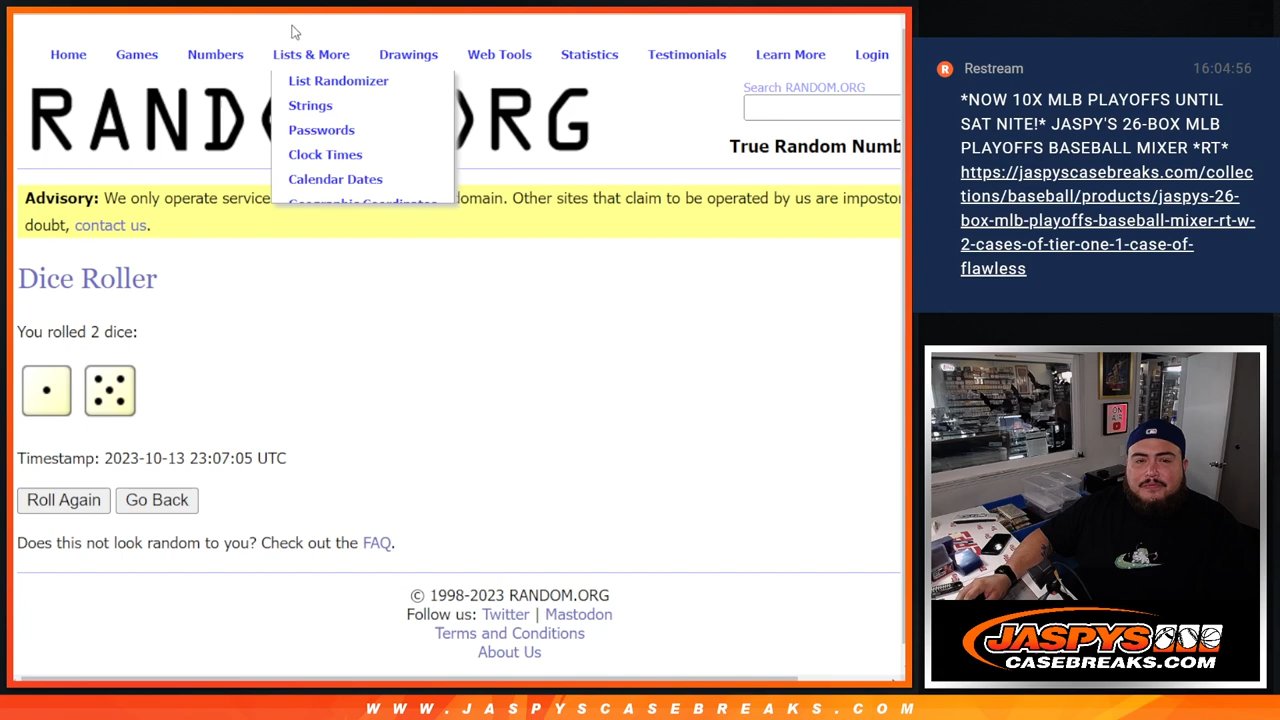 Home Games Numbers Lists & More Drawings Web Tools Statistics Testimonials Learn More Login
List Randomizer
Strings
Passwords
Clock Times
Calendar Dates
Geographic Coordinates
RAND RG
Search RANDOM.ORG
True Random Numb
Advisory: We only operate service domain. Other sites that claim to be operated by us are impostor
doubt, contact us.
Dice Roller
You rolled 2 dice:
Timestamp: 2023-10-13 23:07:05 UTC
Roll Again Go Back
Does this not look random to you? Check out the FAQ.
© 1998-2023 RANDOM.ORG
Follow us: Twitter | Mastodon
Terms and Conditions
About Us
R Restream 16:04:56
*NOW 10X MLB PLAYOFFS UNTIL
SAT NITE!* JASPY'S 26-BOX MLB
PLAYOFFS BASEBALL MIXER *RT*
https://jaspyscasebreaks.com/collec
tions/baseball/products/jaspys-26-
box-mlb-playoffs-baseball-mixer-rt-w-
2-cases-of-tier-one-1-case-of-
flawless
ON
AIR
JASPYS
CASEBREAKS.COM
WWW.JASPYSCASEBREAKS.COM